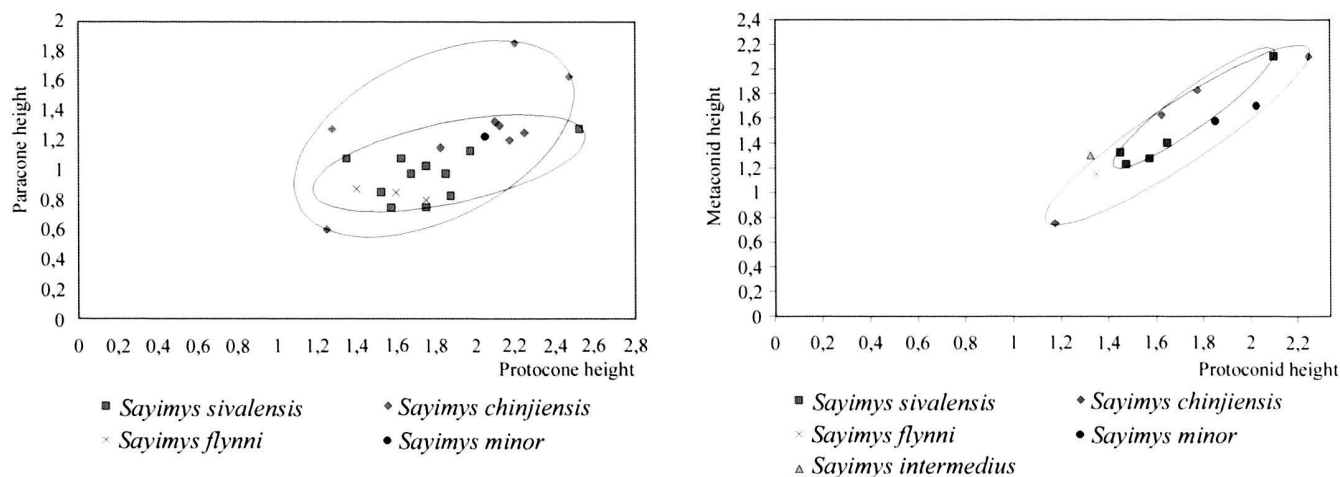 Paracone height
2
1,8
1,6
1,4
1,2
1
0,8
0,6
0,4
0,2
0
0 0,2 0,4 0,6 0,8 1 1,2 1,4 1,6 1,8 2 2,2 2,4 2,6 2,8
Protocone height
Sayimys sivalensis Sayimys chinjiensis
Sayimys flynni Sayimys minor
Metaconid height
2,4
2,4
2
1,8
1,6
1,4
1,2
1
0,8
0,6
0,4
0,2
0
0 0,2 0,4 0,6 0,8 1 1,4 1,6 1,8 2 2,2
Protoconid height
Sayimys sivalensis Sayimys chinjiensis
Sayimys flynni Sayimys minor
Sayimys intermedius